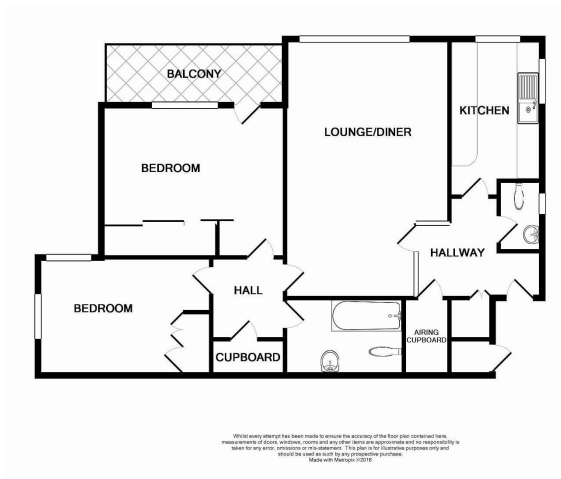 BALCONY
KITCHEN
LOUNGE/DINER
BEDROOM
HALLWAY
HALL
BEDROOM
AIRING
CUPBOARD
CUPBOARD
Whilst every attempt has been made to ensure the accuracy of the floor plan contained here,
measurements of doors, windows, rooms and any other items are approximate and no responsibility is
taken for any error, omissions or mis-statement. This plan is for illustrative purposes only and
should be used as such by any prospective purchase.
Made with Metropix ©2016